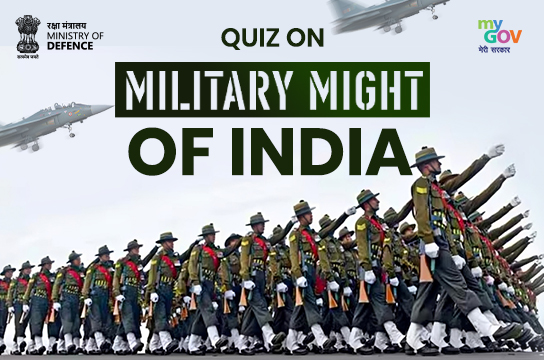 रक्षा मंत्रालय
MINISTRY OF
DEFENCE
सत्यमेव जयते
my
GOV
मेरी सरकार
QUIZ ON
MILITARY MIGHT
OF INDIA